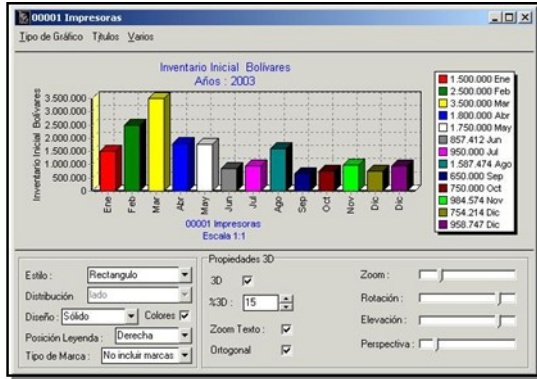 00001 Impresoras
Tipo de Gráfico Títulos Varios
Inventario Inicial Bolívares
Años : 2003
Inventario Inicial Bolívares
3.500.000
3.000.000
2.500.000
2.000.000
1.500.000
1.000.000
500.000
0
Ene Feb Mar Abr May Jun Jul Ago Sep Oct Nov Dic Dic
00001 Impresoras
Escala 1:1
1.500.000 Ene
2.500.000 Feb
3.500.000 Mar
1.800.000 Abr
1.750.000 May
857.412 Jun
950.000 Jul
1.587.474 Ago
650.000 Sep
750.000 Oct
984.574 Nov
754.214 Dic
958.747 Dic
Estilo : Rectangulo
Distribución lado
Diseño : Sólido Colores
Posición Leyenda : Derecha
Tipo de Marca : No incluir marcas
Propiedades 3D
3D
%3D : 15
Zoom Texto :
Ortogonal
Zoom :
Rotación :
Elevación :
Perspectiva :